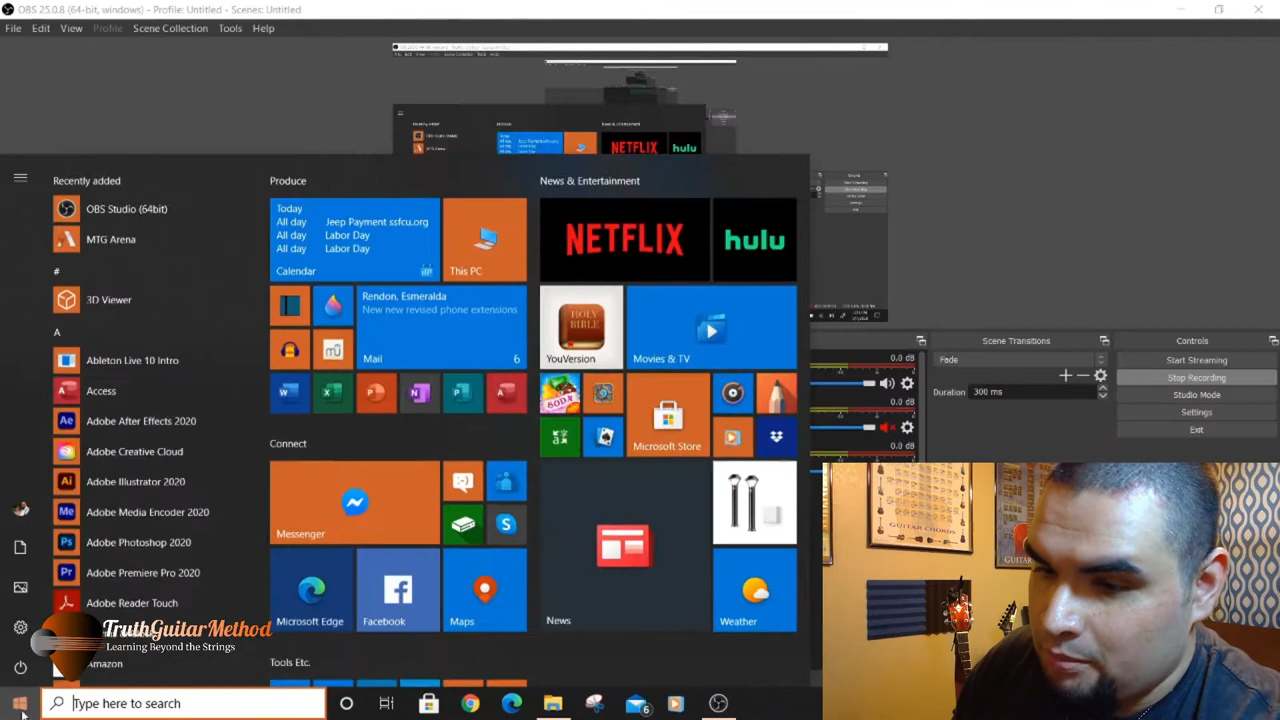 OBS 25.0.8 (64-bit, windows) - Profile: Untitled - Scenes: Untitled
File Edit View Profile Scene Collection Tools Help
Recently added
OBS Studio (64bit)
MTG Arena
#
3D Viewer
A
Ableton Live 10 Intro
Access
Adobe After Effects 2020
Adobe Creative Cloud
Adobe Illustrator 2020
Adobe Media Encoder 2020
Adobe Photoshop 2020
Adobe Premiere Pro 2020
Adobe Reader Touch
Amazon
Produce
Today
All day Jeep Payment ssfcu.org
All day Labor Day
All day Labor Day
Calendar
This PC
Rendon, Esmeralda
New new revised phone extensions
Mail 6
Connect
Messenger
Microsoft Edge
Facebook
Maps
Tools Etc.
News & Entertainment
NETFLIX
hulu
HOLY BIBLE
YouVersion
Movies & TV
SODA
Microsoft Store
News
Weather
NETFLIX
hulu
0.0 dB
0.0 dB
0.0 dB
Scene Transitions
Fade
Duration 300 ms
Controls
Start Streaming
Stop Recording
Studio Mode
Settings
Exit
GUITAR CHORDS
TruthGuitarMethod
Learning Beyond the Strings
Type here to search
6